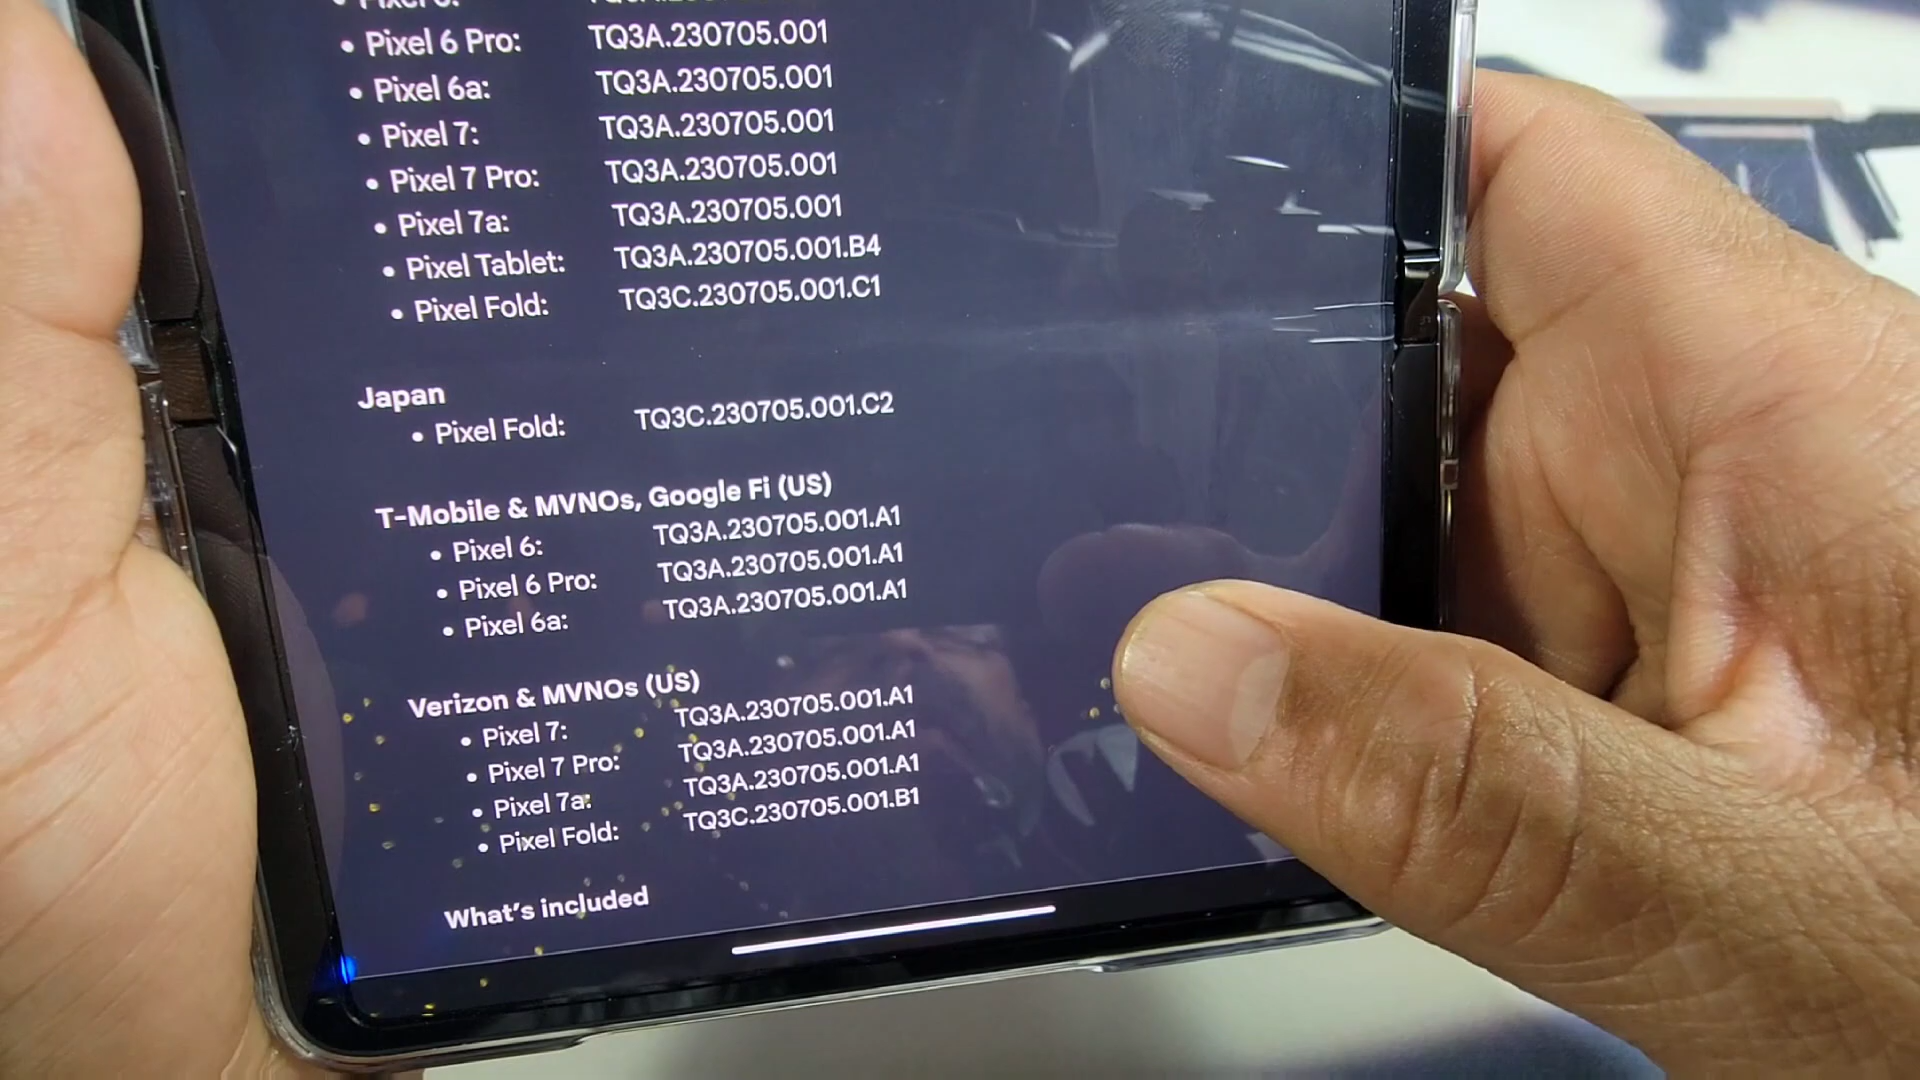 • Pixel 6 Pro: TQ3A.230705.001
• Pixel 6a: TQ3A.230705.001
• Pixel 7: TQ3A.230705.001
• Pixel 7 Pro: TQ3A.230705.001
• Pixel 7a: TQ3A.230705.001
• Pixel Tablet: TQ3A.230705.001.B4
• Pixel Fold: TQ3C.230705.001.C1
Japan
• Pixel Fold: TQ3C.230705.001.C2
T-Mobile & MVNOs, Google Fi (US)
• Pixel 6: TQ3A.230705.001.A1
• Pixel 6 Pro: TQ3A.230705.001.A1
• Pixel 6a: TQ3A.230705.001.A1
Verizon & MVNOs (US)
• Pixel 7: TQ3A.230705.001.A1
• Pixel 7 Pro: TQ3A.230705.001.A1
• Pixel 7a: TQ3A.230705.001.A1
• Pixel Fold: TQ3C.230705.001.B1
What's included